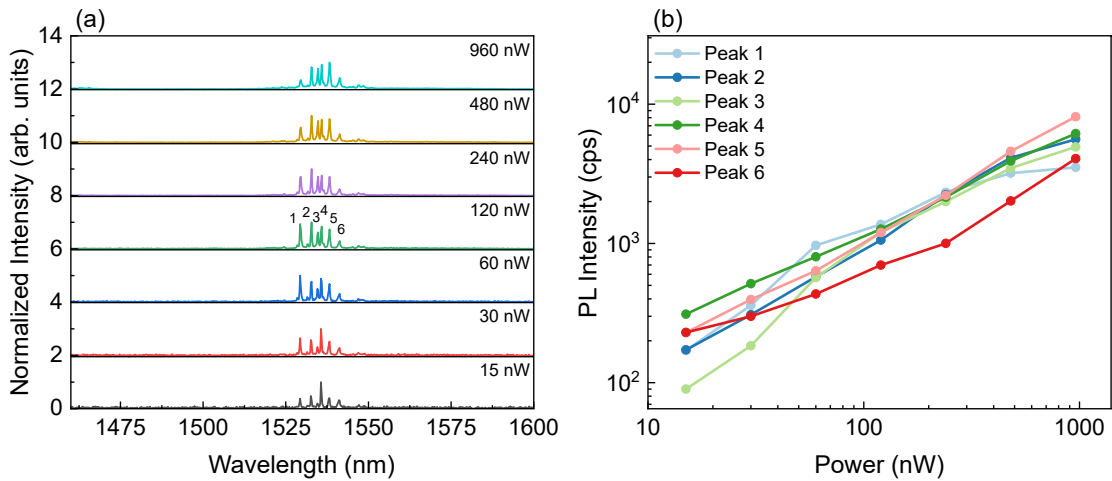 (a)
Normalized Intensity (arb. units)
14
12
10
8
6
4
2
0
960 nW
480 nW
240 nW
120 nW
1 2 3 4 5 6
60 nW
30 nW
15 nW
1475 1500 1525 1550 1575 1600
Wavelength (nm)
(b)
PL Intensity (cps)
10⁴
10³
10²
Peak 1
Peak 2
Peak 3
Peak 4
Peak 5
Peak 6
10 100 1000
Power (nW)